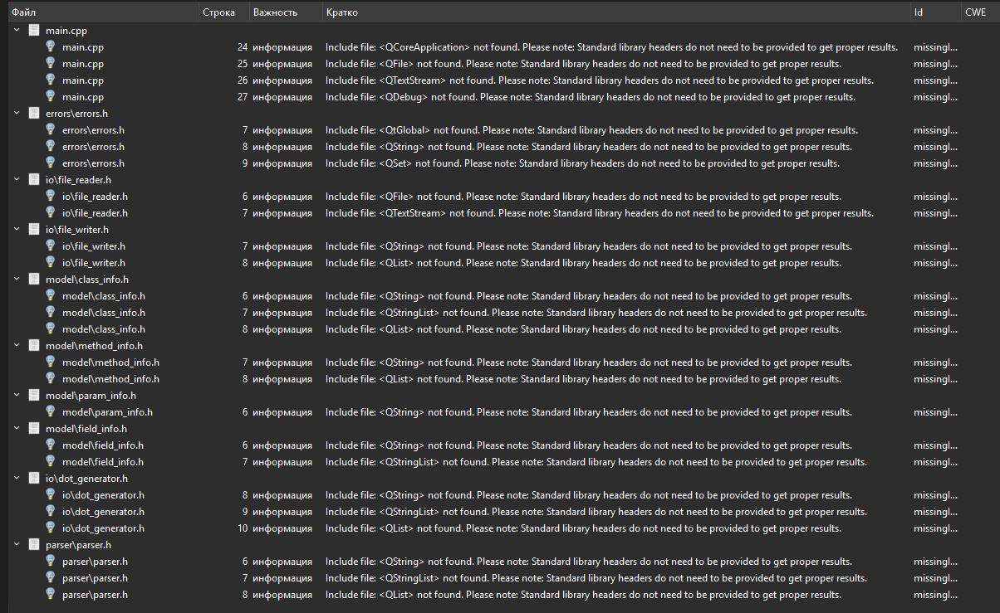 Файл Строка Важность Кратко Id CWE
main.cpp
main.cpp 24 информация Include file: <QCoreApplication> not found. Please note: Standard library headers do not need to be provided to get proper results. missingI...
main.cpp 25 информация Include file: <QFile> not found. Please note: Standard library headers do not need to be provided to get proper results. missingI...
main.cpp 26 информация Include file: <QTextStream> not found. Please note: Standard library headers do not need to be provided to get proper results. missingI...
main.cpp 27 информация Include file: <QDebug> not found. Please note: Standard library headers do not need to be provided to get proper results. missingI...
errors\errors.h
errors\errors.h 7 информация Include file: <QtGlobal> not found. Please note: Standard library headers do not need to be provided to get proper results. missingI...
errors\errors.h 8 информация Include file: <QString> not found. Please note: Standard library headers do not need to be provided to get proper results. missingI...
errors\errors.h 9 информация Include file: <QSet> not found. Please note: Standard library headers do not need to be provided to get proper results. missingI...
io\file_reader.h
io\file_reader.h 6 информация Include file: <QFile> not found. Please note: Standard library headers do not need to be provided to get proper results. missingI...
io\file_reader.h 7 информация Include file: <QTextStream> not found. Please note: Standard library headers do not need to be provided to get proper results. missingI...
io\file_writer.h
io\file_writer.h 7 информация Include file: <QString> not found. Please note: Standard library headers do not need to be provided to get proper results. missingI...
io\file_writer.h 8 информация Include file: <QList> not found. Please note: Standard library headers do not need to be provided to get proper results. missingI...
model\class_info.h
model\class_info.h 6 информация Include file: <QString> not found. Please note: Standard library headers do not need to be provided to get proper results. missingI...
model\class_info.h 7 информация Include file: <QStringList> not found. Please note: Standard library headers do not need to be provided to get proper results. missingI...
model\class_info.h 8 информация Include file: <QList> not found. Please note: Standard library headers do not need to be provided to get proper results. missingI...
model\method_info.h
model\method_info.h 7 информация Include file: <QString> not found. Please note: Standard library headers do not need to be provided to get proper results. missingI...
model\method_info.h 8 информация Include file: <QList> not found. Please note: Standard library headers do not need to be provided to get proper results. missingI...
model\param_info.h
model\param_info.h 6 информация Include file: <QString> not found. Please note: Standard library headers do not need to be provided to get proper results. missingI...
model\field_info.h
model\field_info.h 6 информация Include file: <QString> not found. Please note: Standard library headers do not need to be provided to get proper results. missingI...
model\field_info.h 7 информация Include file: <QStringList> not found. Please note: Standard library headers do not need to be provided to get proper results. missingI...
io\dot_generator.h
io\dot_generator.h 8 информация Include file: <QString> not found. Please note: Standard library headers do not need to be provided to get proper results. missingI...
io\dot_generator.h 9 информация Include file: <QStringList> not found. Please note: Standard library headers do not need to be provided to get proper results. missingI...
io\dot_generator.h 10 информация Include file: <QList> not found. Please note: Standard library headers do not need to be provided to get proper results. missingI...
parser\parser.h
parser\parser.h 6 информация Include file: <QString> not found. Please note: Standard library headers do not need to be provided to get proper results. missingI...
parser\parser.h 7 информация Include file: <QStringList> not found. Please note: Standard library headers do not need to be provided to get proper results. missingI...
parser\parser.h 8 информация Include file: <QList> not found. Please note: Standard library headers do not need to be provided to get proper results. missingI...